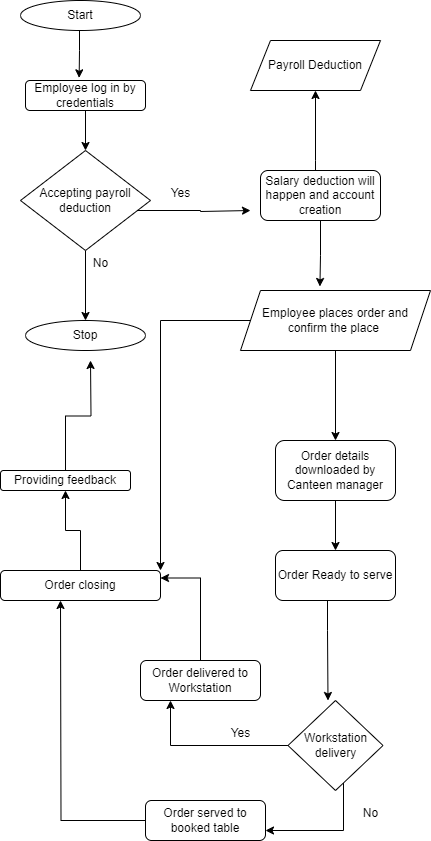 Start
Payroll Deduction
Employee log in by
credentials
Accepting payroll
deduction
Yes
Salary deduction will
happen and account
creation
No
Employee places order and
confirm the place
Stop
Order details
downloaded by
Canteen manager
Providing feedback
Order closing
Order Ready to serve
Order delivered to
Workstation
Yes
Workstation
delivery
No
Order served to
booked table